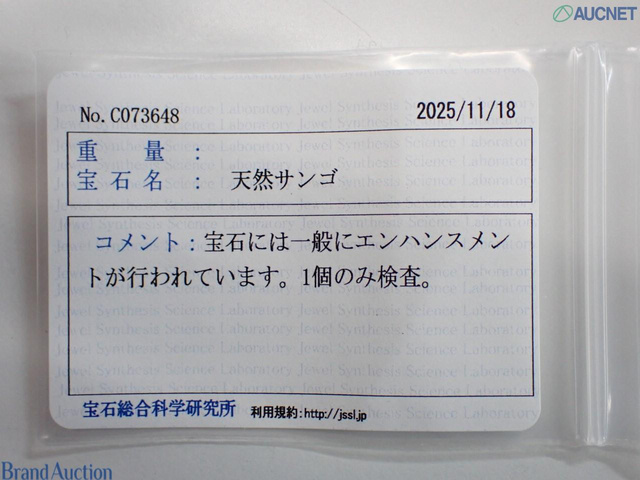 AUCNET
No.C073648 2025/11/18
重 量 :
宝 石 名 : 天然サンゴ
コメント:宝石には一般にエンハンスメン
トが行われています。1個のみ検査。
宝石総合科学研究所 利用規約:http://jssl.jp
Brand Auction